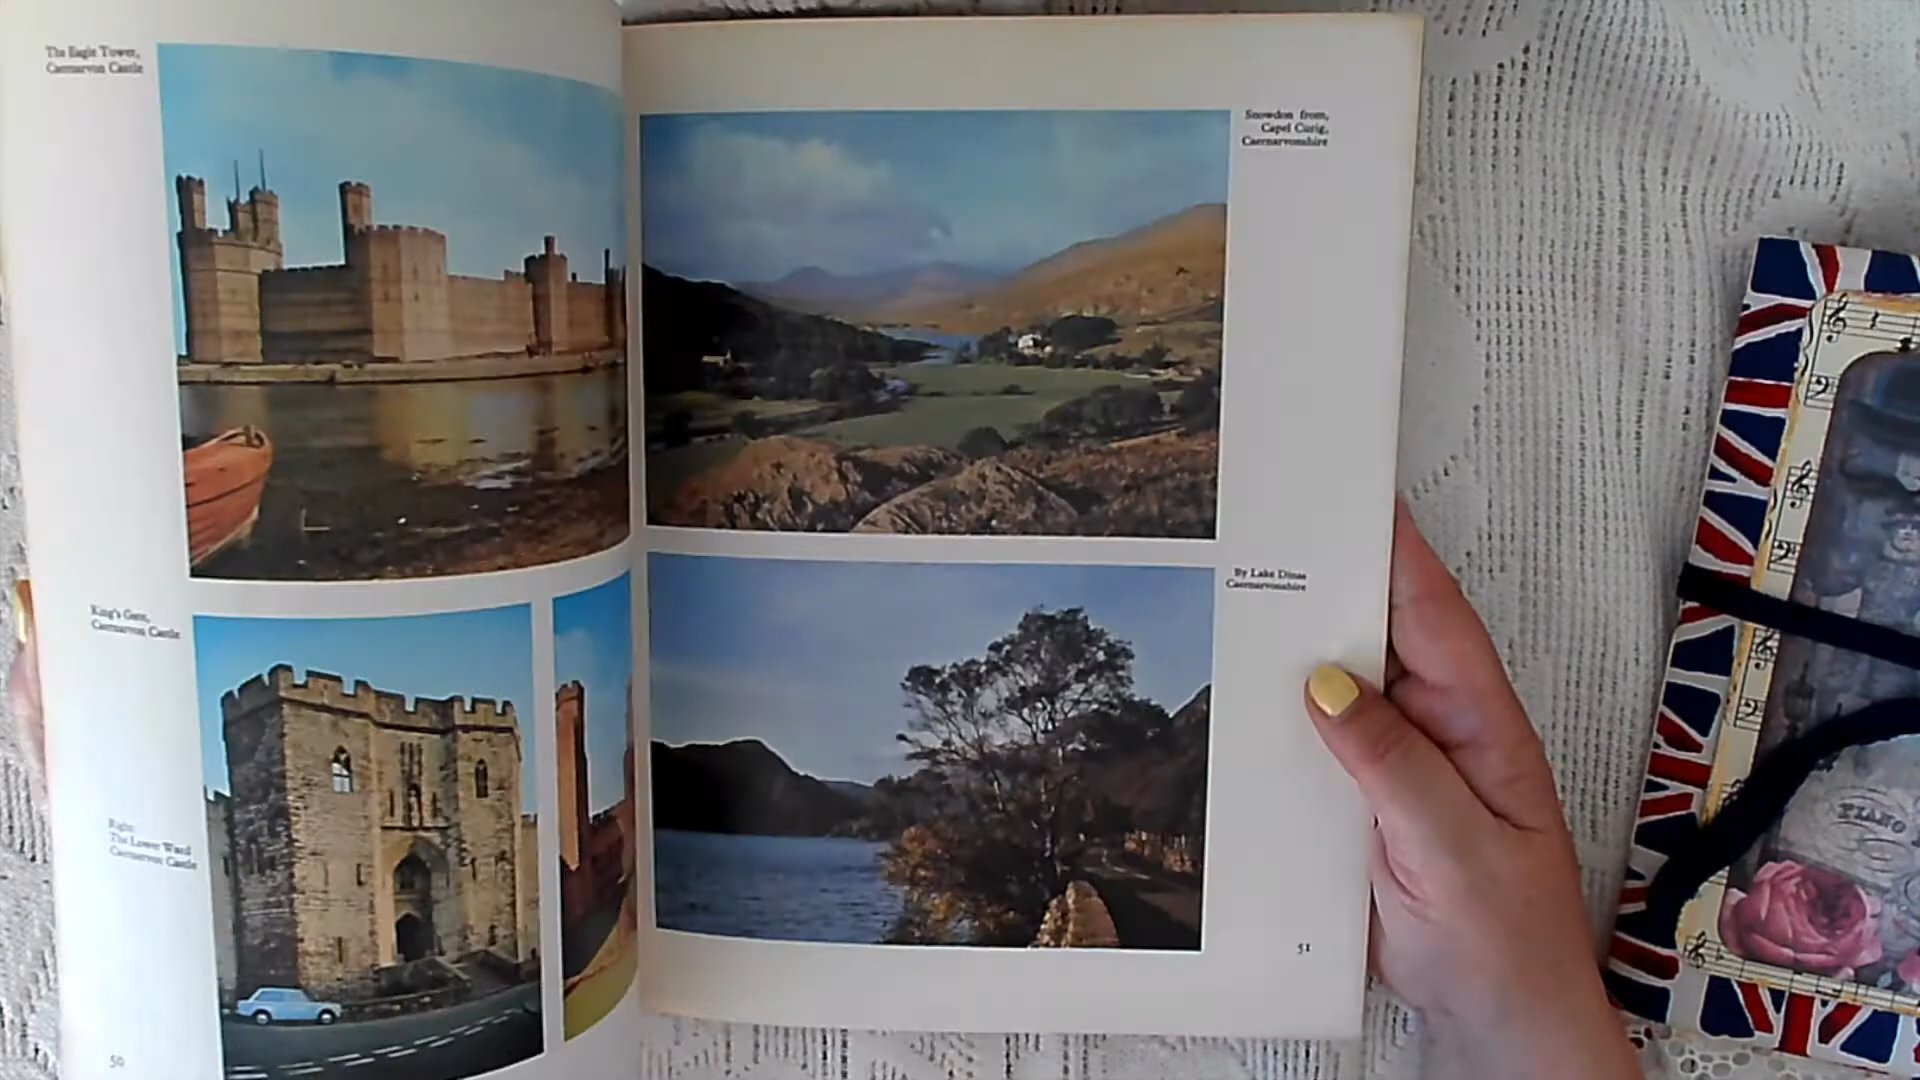 The Eagle Tower,
Caernarvon Castle
King's Gate,
Caernarvon Castle
Right:
The Lower Ward
Caernarvon Castle
50
Snowdon from,
Capel Curig,
Caernarvonshire
By Lake Dinas
Caernarvonshire
51
PIANO